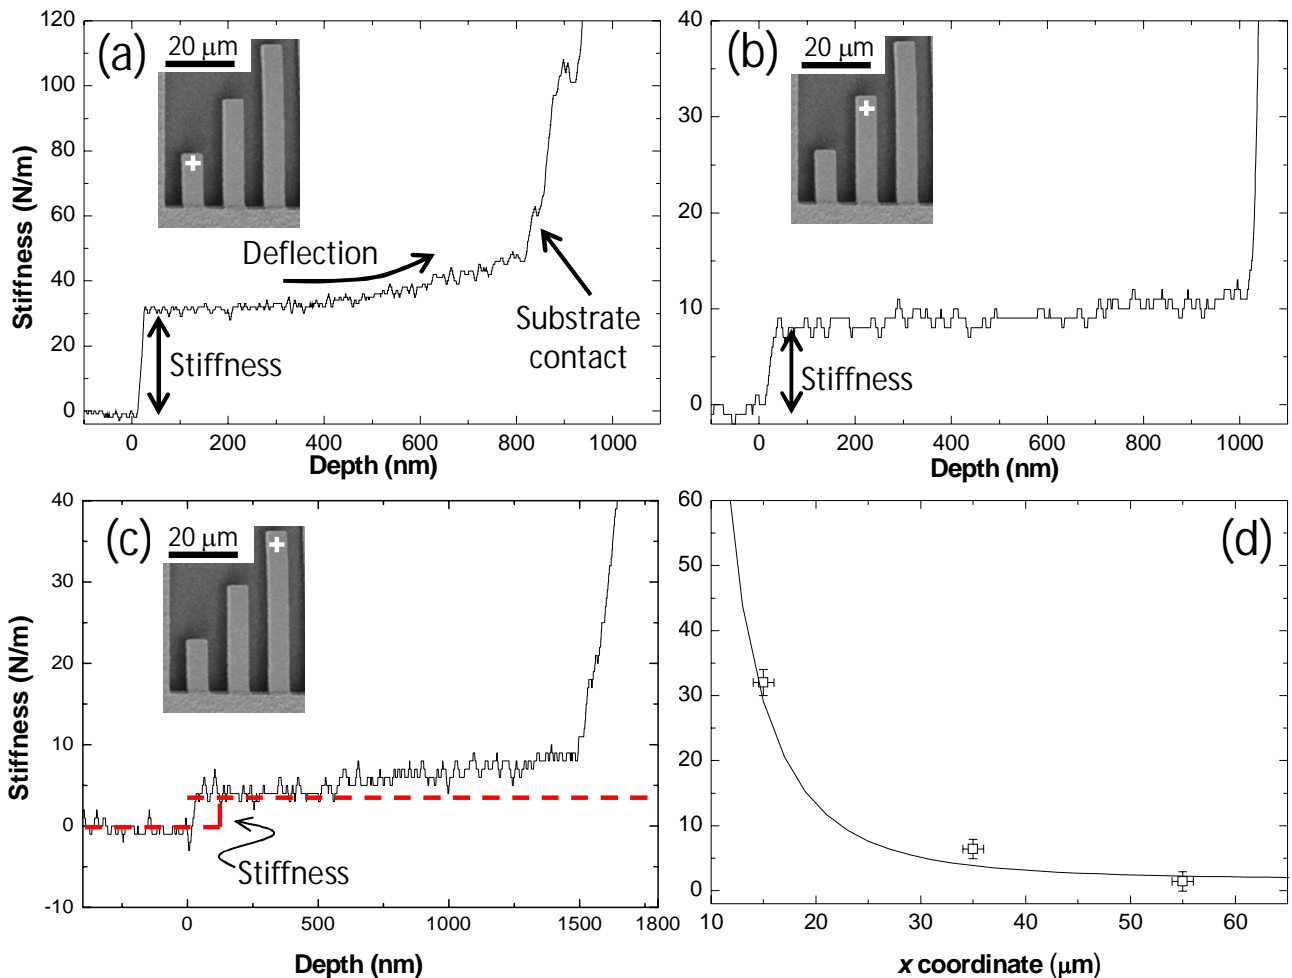 (a)
20 μm
Deflection
Stiffness
Substrate
contact
Stiffness (N/m)
120
100
80
60
40
20
0
0 200 400 600 800 1000
Depth (nm)
(b)
20 μm
Stiffness
40
30
20
10
0
0 200 400 600 800 1000
Depth (nm)
(c)
20 μm
Stiffness
Stiffness (N/m)
40
30
20
10
0
-10
0 500 1000 1500 1800
Depth (nm)
(d)
60
50
40
30
20
10
0
10 20 30 40 50 60
x coordinate (μm)